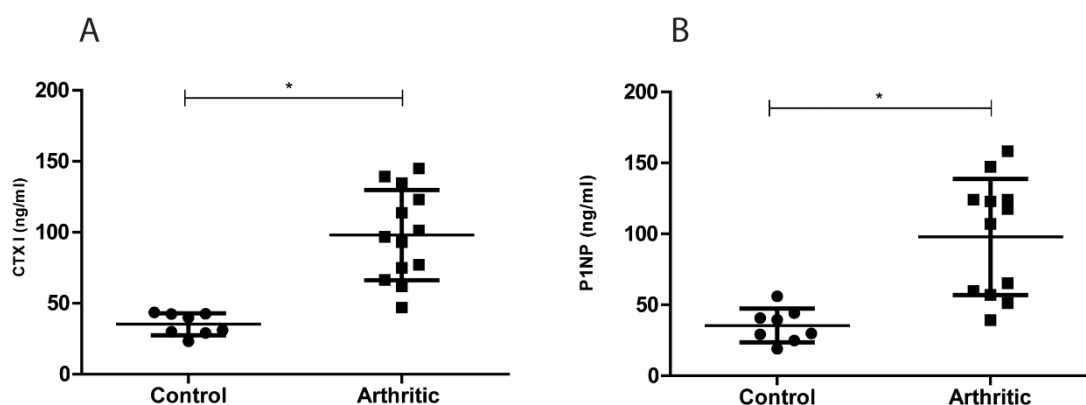 A
CTX I (ng/ml)
200
150
100
50
0
*
Control
Arthritic
B
P1NP (ng/ml)
200
150
100
50
0
*
Control
Arthritic